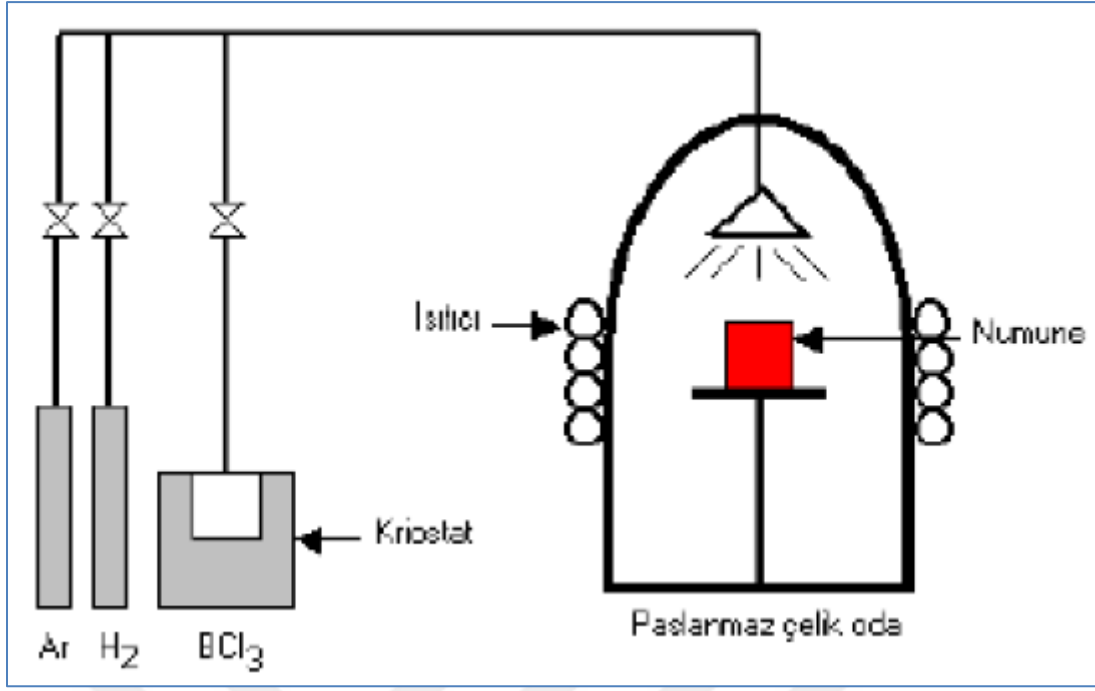 Isıtıcı
Numune
Kriostat
Ar H₂ BCl₃
Paslanmaz çelik oda